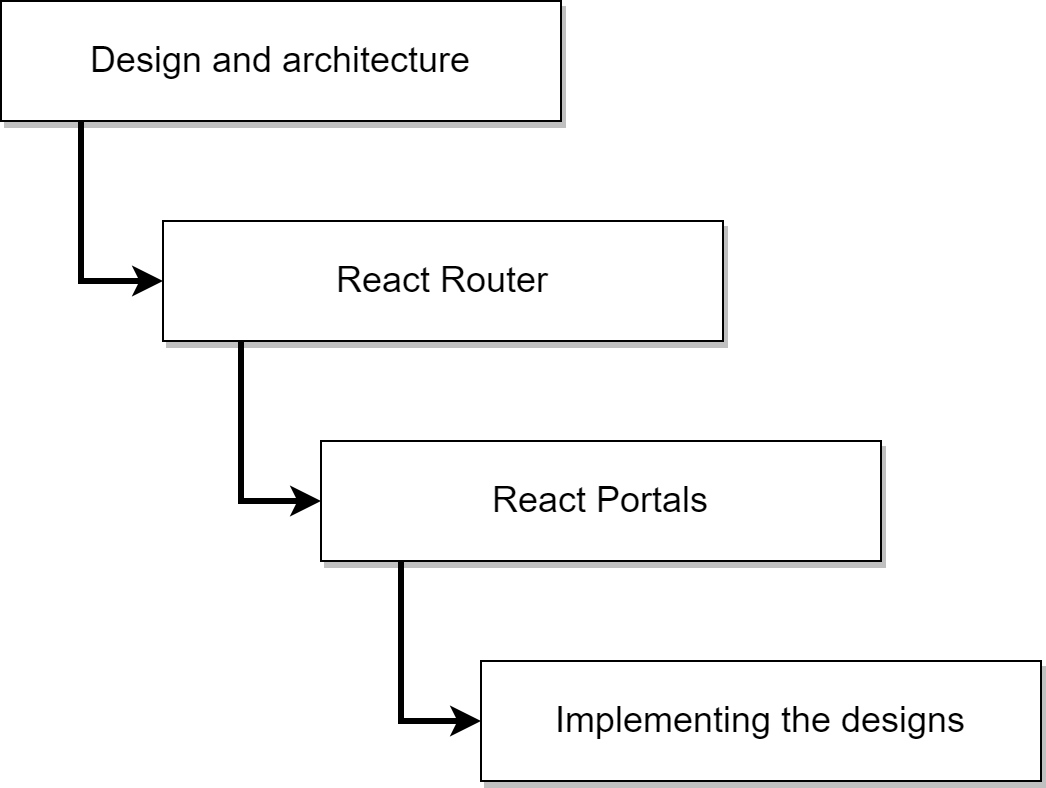 Design and architecture
React Router
React Portals
Implementing the designs